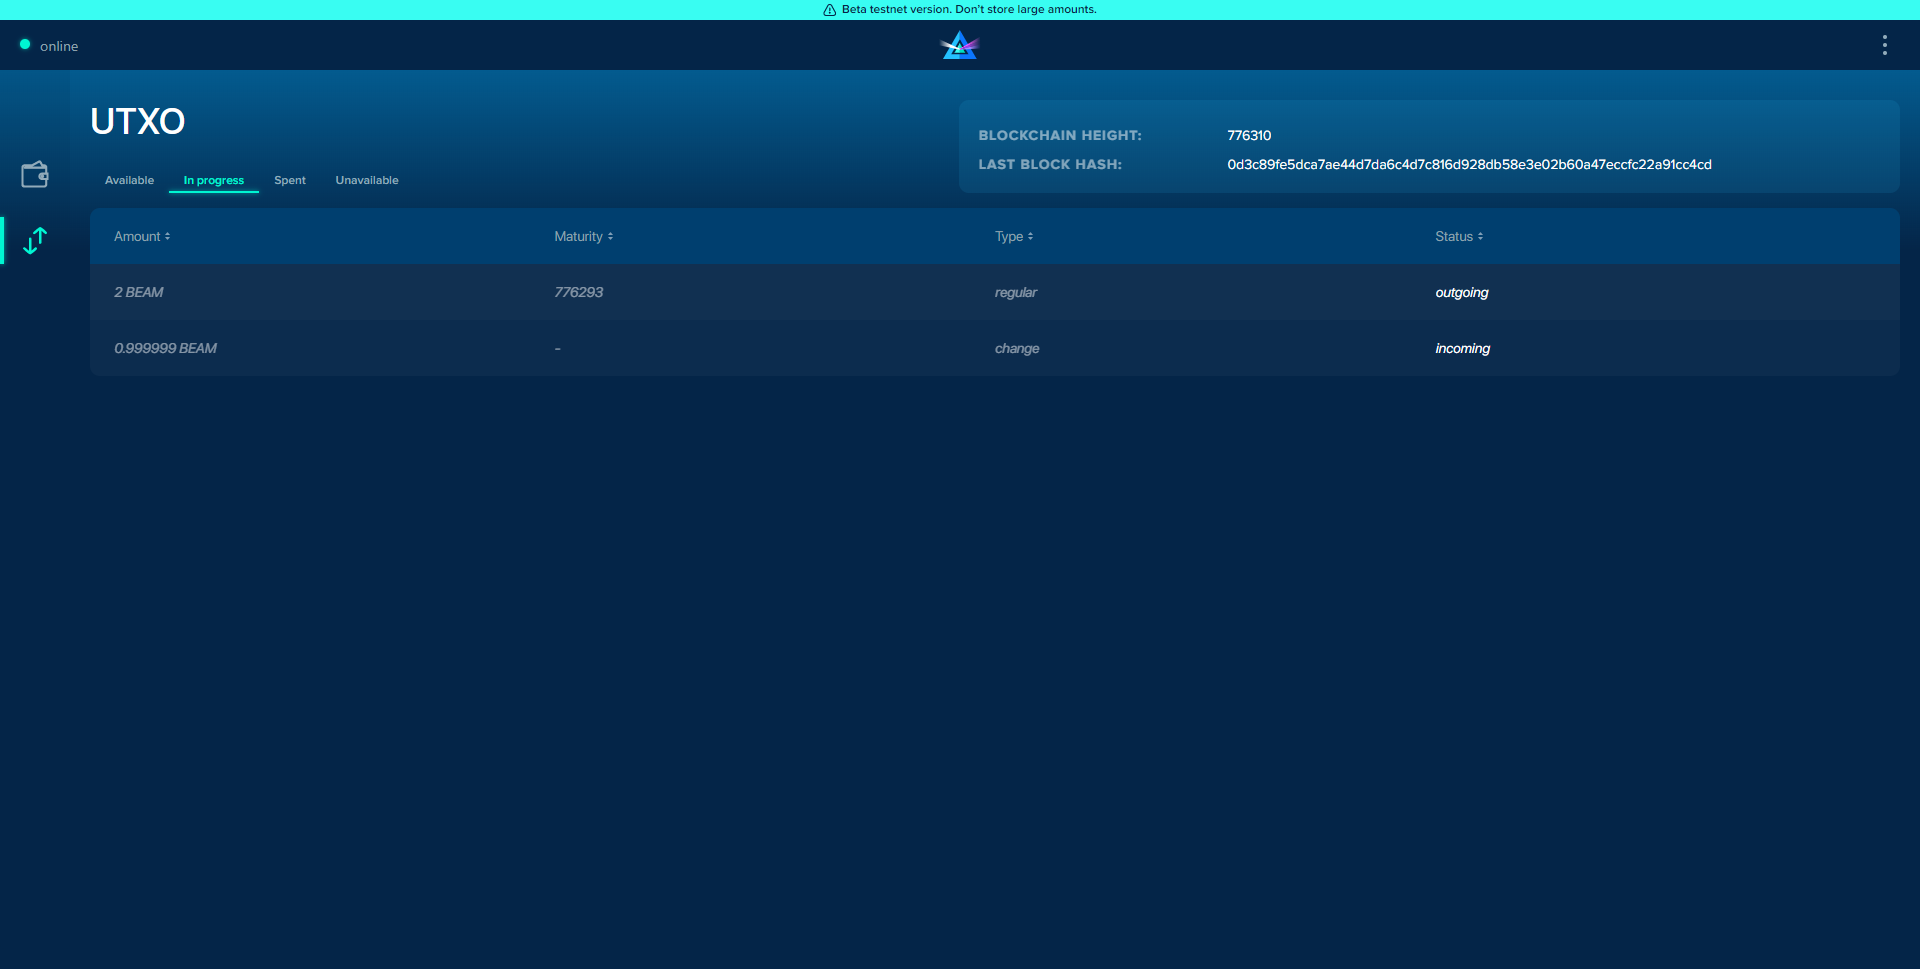 Beta testnet version. Don't store large amounts.
online
UTXO
BLOCKCHAIN HEIGHT: 776310
LAST BLOCK HASH: 0d3c89fe5dca7ae44d7da6c4d7c816d928db58e3e02b60a47eccfc22a91cc4cd
Available In progress Spent Unavailable
Amount Maturity Type Status
2 BEAM 776293 regular outgoing
0.999999 BEAM - change incoming